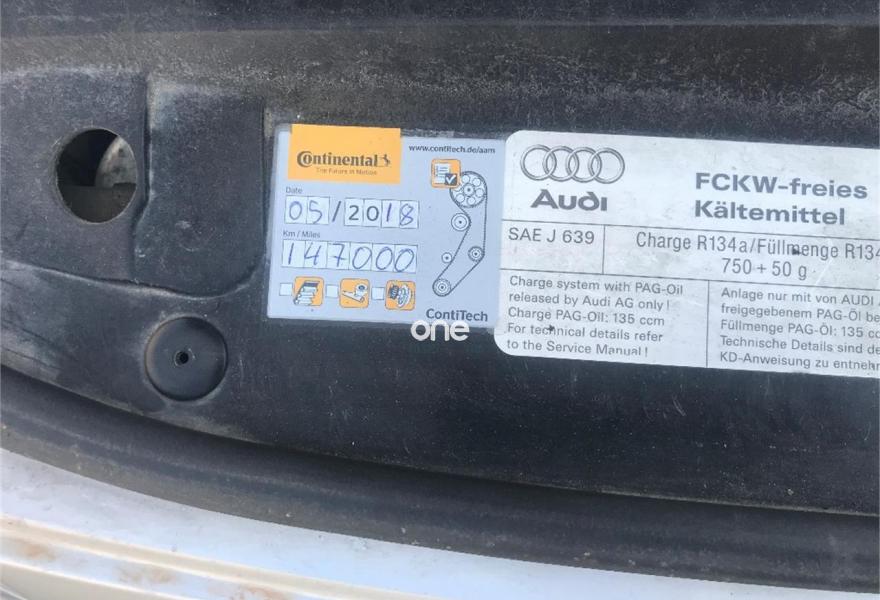 Continental
The Future in Motion
www.contitech.de/aam
Date
05/2018
Km / Miles
147000
ContiTech
one
Audi
FCKW-freies
Kältemittel
SAE J 639
Charge R134a/Füllmenge R134
750 + 50 g
Charge system with PAG-Oil
released by Audi AG only!
Charge PAG-Oil: 135 ccm
For technical details refer
to the Service Manual!
Anlage nur mit von AUDI
freigegebenem PAG-Öl be
Füllmenge PAG-Öl: 135 cc
Technische Details sind de
KD-Anweisung zu entnehm